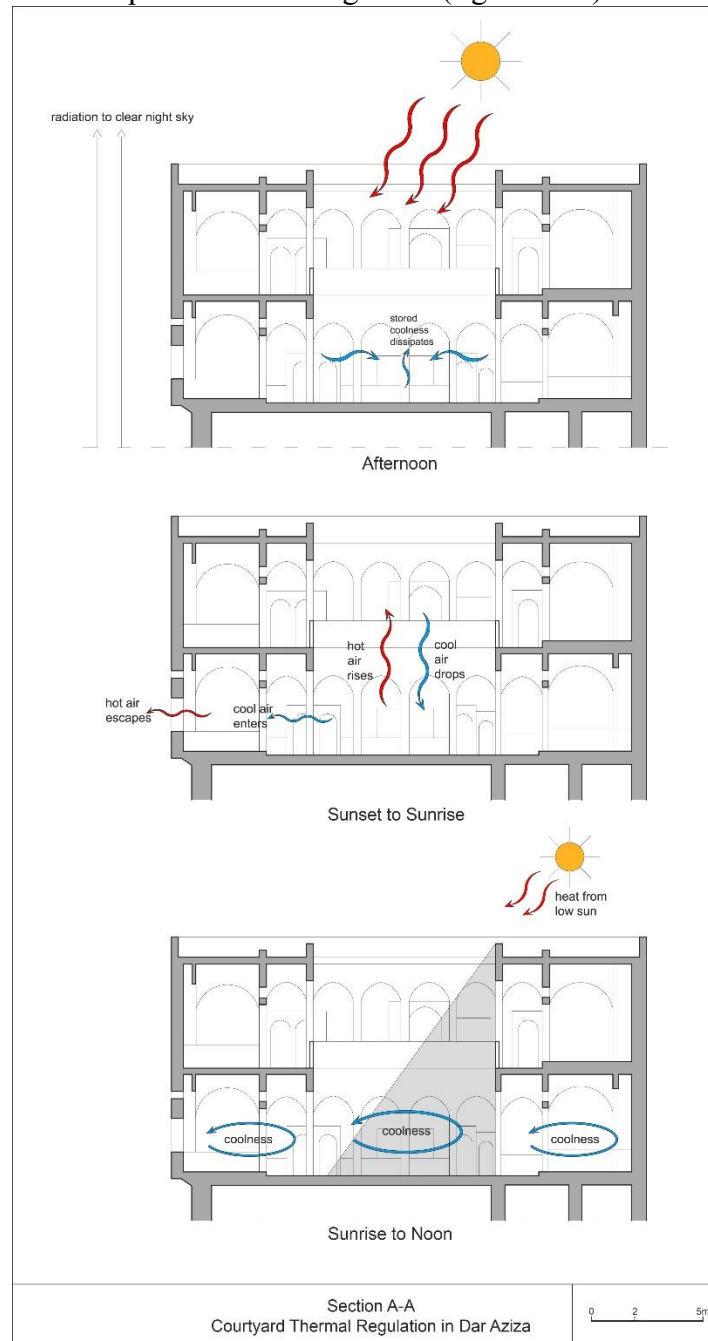 radiation to clear night sky
stored
coolness
dissipates
Afternoon
hot
air
rises
cool
air
drops
hot air
escapes
cool air
enters
Sunset to Sunrise
heat from
low sun
coolness
coolness
coolness
Sunrise to Noon
Section A-A
Courtyard Thermal Regulation in Dar Aziza
0 2 5m